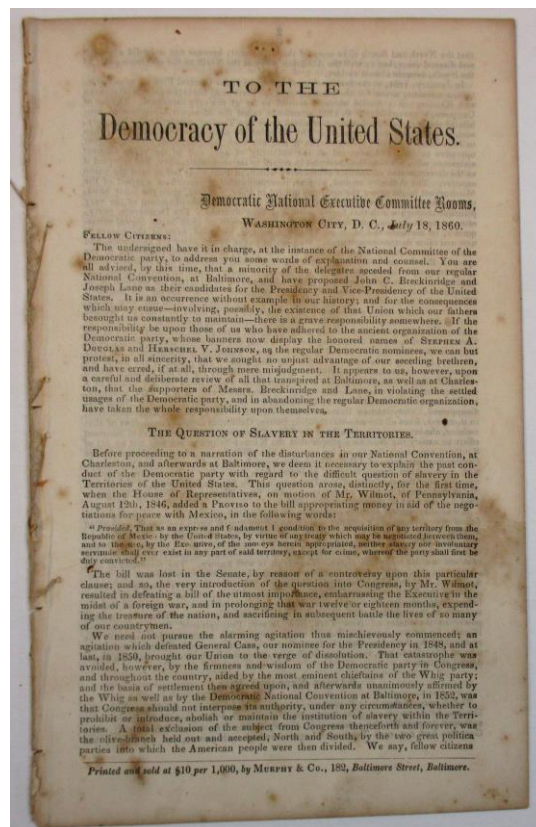 TO THE
Democracy of the United States.
Democratic National Executive Committee Rooms,
WASHINGTON CITY, D. C., July 18, 1860.
FELLOW CITIZENS:
The undersigned have it in charge, at the instance of the National Committee of the
Democratic party, to address you some words of explanation and counsel. You are
all advised, by this time, that a minority of the delegates seceded from our regular
National Convention, at Baltimore, and have proposed John C. Breckinridge and
Joseph Lane as their candidates for the Presidency and Vice-Presidency of the United
States. It is an occurrence without example in our history; and for the consequences
which may ensue—involving, possibly, the existence of that Union which our fathers
besought us constantly to maintain—there is a grave responsibility somewhere. If the
responsibility be upon those of us who have adhered to the ancient organization of the
Democratic party, whose banners now display the honored names of STEPHEN A.
DOUGLAS and HERSCHEL V. JOHNSON, as the regular Democratic nominees, we can but
protest, in all sincerity, that we sought no unjust advantage of our seceding brethren,
and have erred, if at all, through mere misjudgment. It appears to us, however, upon
a careful and deliberate review of all that transpired at Baltimore, as well as at Charles-
ton, that the supporters of Messrs. Breckinridge and Lane, in violating the settled
usages of the Democratic party, and in abandoning the regular Democratic organization,
have taken the whole responsibility upon themselves.
THE QUESTION OF SLAVERY IN THE TERRITORIES.
Before proceeding to a narration of the disturbances in our National Convention, at
Charleston, and afterwards at Baltimore, we deem it necessary to explain the past con-
duct of the Democratic party with regard to the difficult question of slavery in the
Territories of the United States. This question arose, distinctly, for the first time,
when the House of Representatives, on motion of Mr. Wilmot, of Pennsylvania,
August 12th, 1846, added a PROVISO to the bill appropriating money in aid of the nego-
tiations for peace with Mexico, in the following words:
"Provided, That as an express and fundamental condition to the acquisition of any territory from the
Republic of Mexico by the United States, by virtue of any treaty which may be negotiated between them,
and to the use, by the Executive, of the moneys herein appropriated, neither slavery nor involuntary
servitude shall ever exist in any part of said territory, except for crime, whereof the party shall first be
duly convicted."
The bill was lost in the Senate, by reason of a controversy upon this particular
clause; and so, the very introduction of the question into Congress, by Mr. Wilmot,
resulted in defeating a bill of the utmost importance, embarrassing the Executive in the
midst of a foreign war, and in prolonging that war twelve or eighteen months, expend-
ing the treasure of the nation, and sacrificing in subsequent battle the lives of so many
of our countrymen.
We need not pursue the alarming agitation thus mischievously commenced; an
agitation which defeated General Cass, our nominee for the Presidency in 1848, and at
last, in 1850, brought our Union to the verge of dissolution. That catastrophe was
avoided, however, by the firmness and wisdom of the Democratic party in Congress,
and throughout the country, aided by the most eminent chieftains of the Whig party;
and the basis of settlement then agreed upon, and afterwards unanimously affirmed by
the Whig as well as by the Democratic National Convention at Baltimore, in 1852, was
that Congress should not interpose its authority, under any circumstances, whether to
prohibit or introduce, abolish or maintain the institution of slavery within the Terri-
tories. A total exclusion of the subject from Congress thenceforth and forever, was
the olive-branch held out and accepted, North and South, by the two great politica
parties into which the American people were then divided. We say, fellow citizens
Printed and sold at $10 per 1,000, by MURPHY & CO., 182, Baltimore Street, Baltimore.